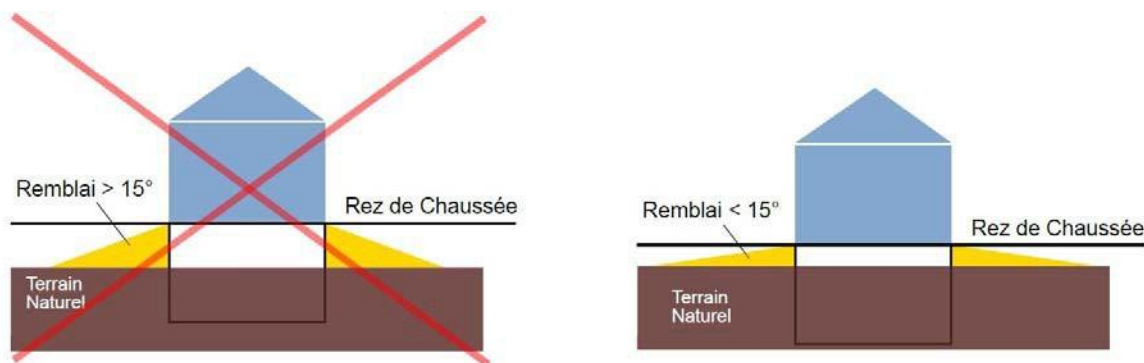 Remblai > 15°
Rez de Chaussée
Terrain
Naturel
Remblai < 15°
Rez de Chaussée
Terrain
Naturel